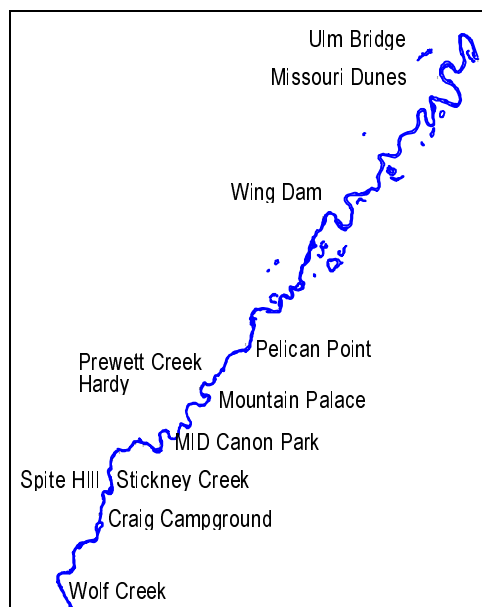 Ulm Bridge
Missouri Dunes
Wing Dam
Pelican Point
Prewett Creek
Hardy
Mountain Palace
MID Canon Park
Spite HIll
Stickney Creek
Craig Campground
Wolf Creek